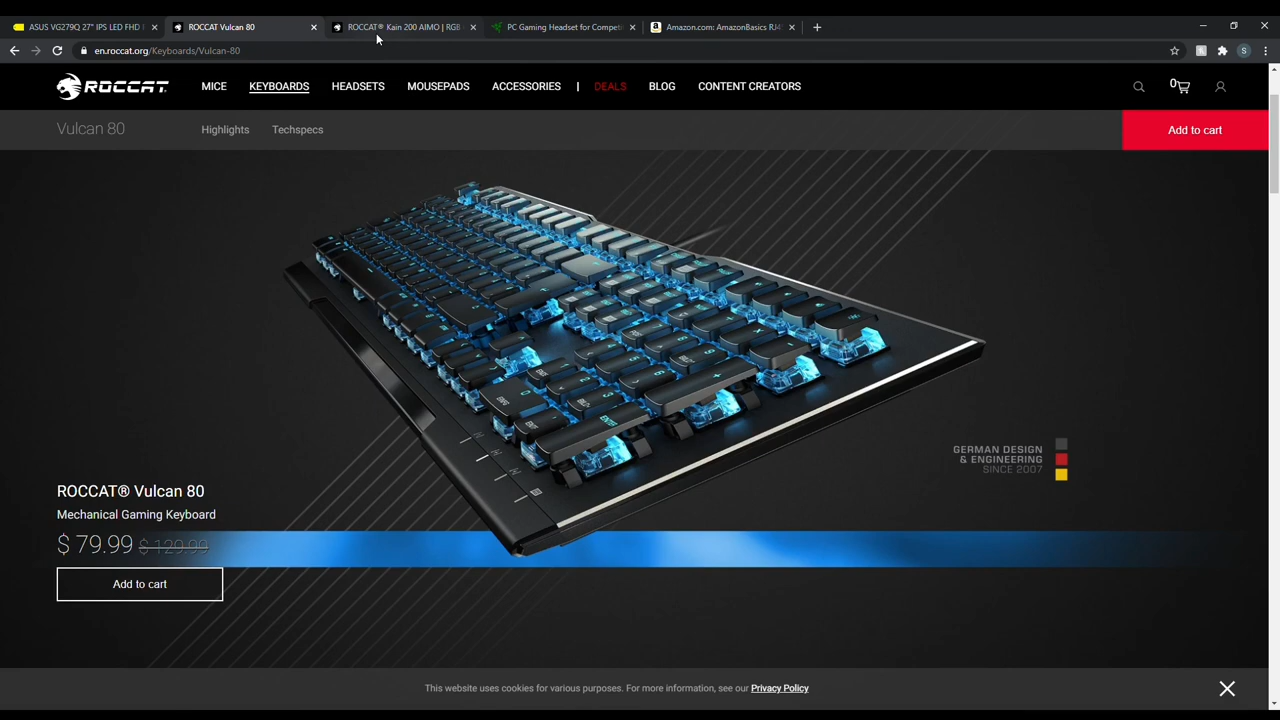 ASUS VG279Q 27" IPS LED FHD
ROCCAT Vulcan 80
ROCCAT® Kain 200 AIMO | RGB
PC Gaming Headset for Competi
Amazon.com: AmazonBasics RJ45
en.roccat.org/Keyboards/Vulcan-80
S
ROCCAT
MICE
KEYBOARDS
HEADSETS
MOUSEPADS
ACCESSORIES
|
DEALS
BLOG
CONTENT CREATORS
0
Vulcan 80
Highlights
Techspecs
Add to cart
GERMAN DESIGN
& ENGINEERING
SINCE 2007
ROCCAT® Vulcan 80
Mechanical Gaming Keyboard
$ 79.99 $ 129.99
Add to cart
This website uses cookies for various purposes. For more information, see our Privacy Policy